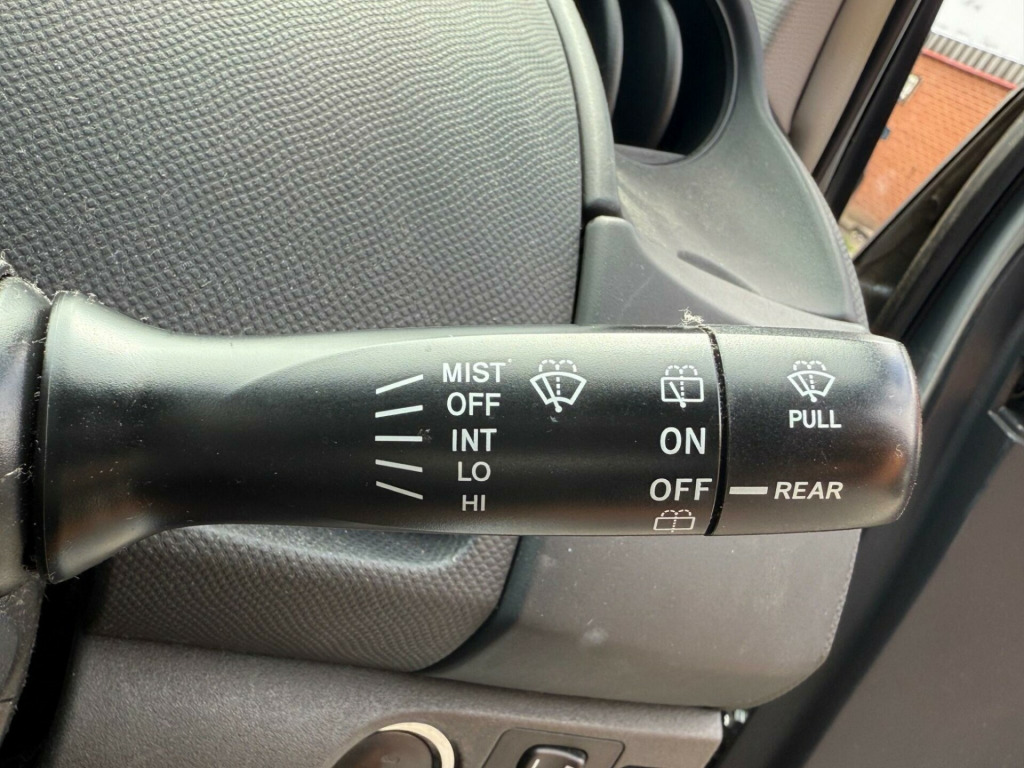 MIST
OFF
INT
LO
HI
ON
OFF
PULL
REAR